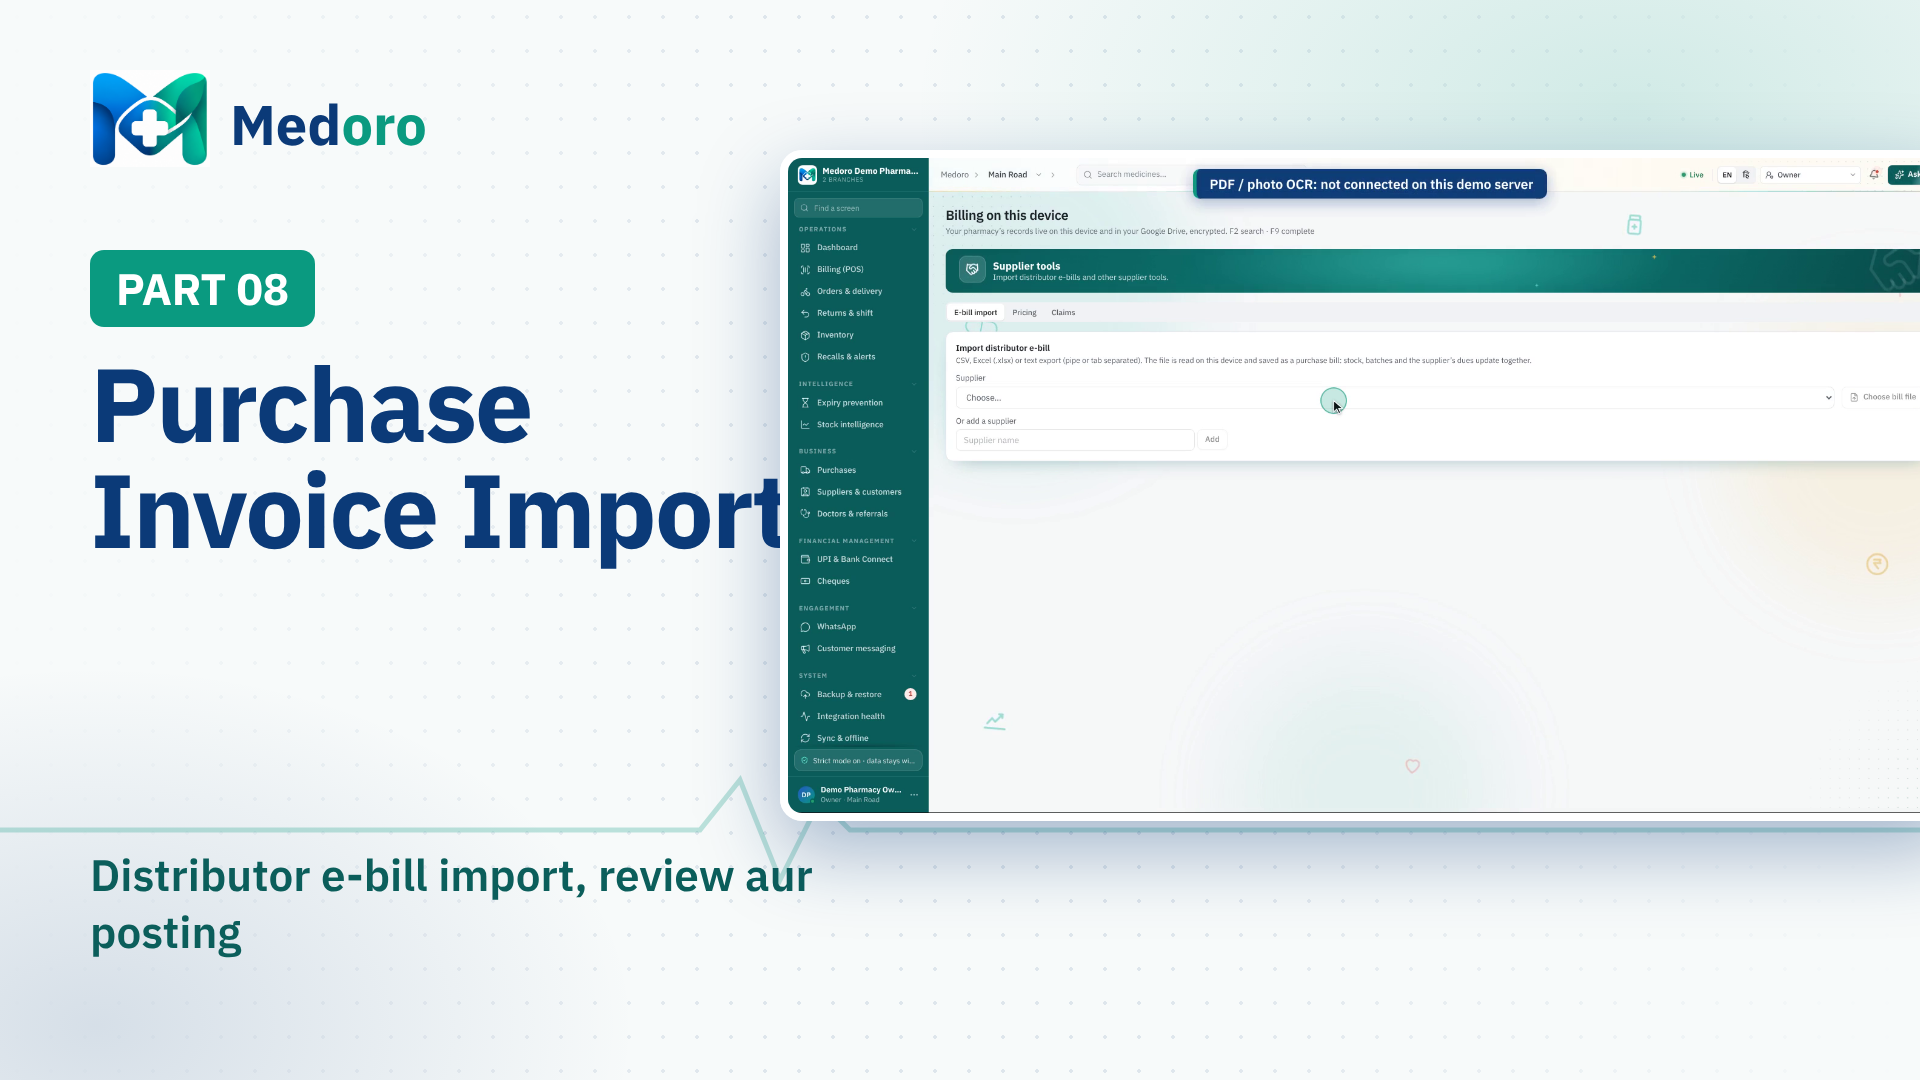 Medoro
PART 08
Purchase
Invoice Import
Distributor e-bill import, review aur
posting
Medoro Demo Pharma...
2 BRANCHES
Find a screen
OPERATIONS
Dashboard
Billing (POS)
Orders & delivery
Returns & shift
Inventory
Recalls & alerts
INTELLIGENCE
Expiry prevention
Stock intelligence
BUSINESS
Purchases
Suppliers & customers
Doctors & referrals
FINANCIAL MANAGEMENT
UPI & Bank Connect
Cheques
ENGAGEMENT
WhatsApp
Customer messaging
SYSTEM
Backup & restore 1
Integration health
Sync & offline
Strict mode on · data stays wi...
DP Demo Pharmacy Ow...
Owner · Main Road
Medoro > Main Road
Search medicines...
PDF / photo OCR: not connected on this demo server
Live
EN
Owner
Ask
Billing on this device
Your pharmacy's records live on this device and in your Google Drive, encrypted. F2 search · F9 complete
Supplier tools
Import distributor e-bills and other supplier tools.
E-bill import Pricing Claims
Import distributor e-bill
CSV, Excel (.xlsx) or text export (pipe or tab separated). The file is read on this device and saved as a purchase bill: stock, batches and the supplier's dues update together.
Supplier
Choose...
Choose bill file
Or add a supplier
Supplier name
Add